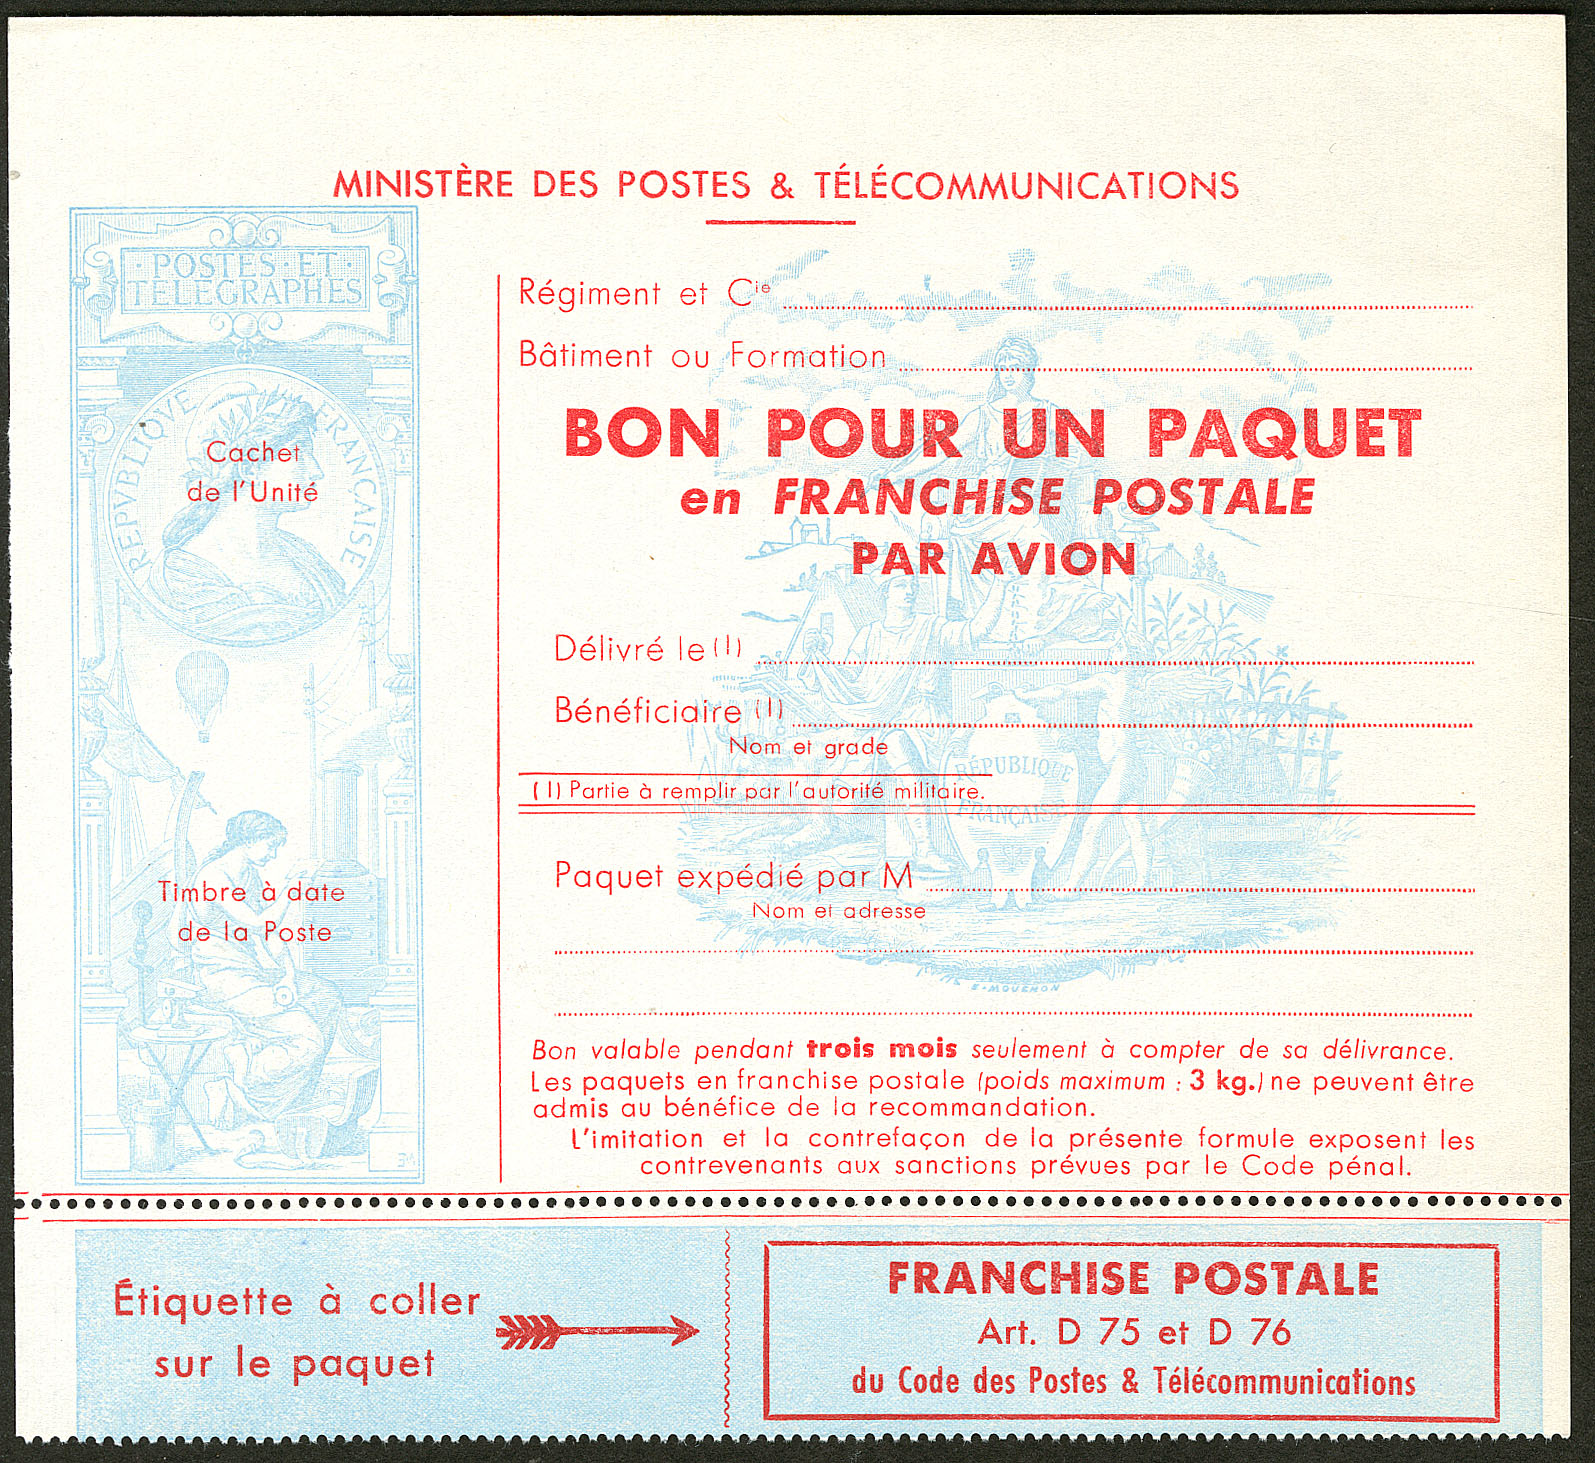 MINISTÈRE DES POSTES & TÉLÉCOMMUNICATIONS
· POSTES · ET ·
TELEGRAPHES
REPVBLIQVE FRANÇAISE
Cachet
de l'Unité
Timbre à date
de la Poste
EM
Régiment et Cie
Bâtiment ou Formation
BON POUR UN PAQUET
en FRANCHISE POSTALE
PAR AVION
Délivré le (1)
Bénéficiaire (1)
Nom et grade
(1) Partie à remplir par l'autorité militaire.
RÉPUBLIQUE
FRANÇAISE
Paquet expédié par M
Nom et adresse
E·MOUCHON
Bon valable pendant trois mois seulement à compter de sa délivrance.
Les paquets en franchise postale (poids maximum : 3 kg.) ne peuvent être
admis au bénéfice de la recommandation.
L'imitation et la contrefaçon de la présente formule exposent les
contrevenants aux sanctions prévues par le Code pénal.
Étiquette à coller
sur le paquet
FRANCHISE POSTALE
Art. D 75 et D 76
du Code des Postes & Télécommunications